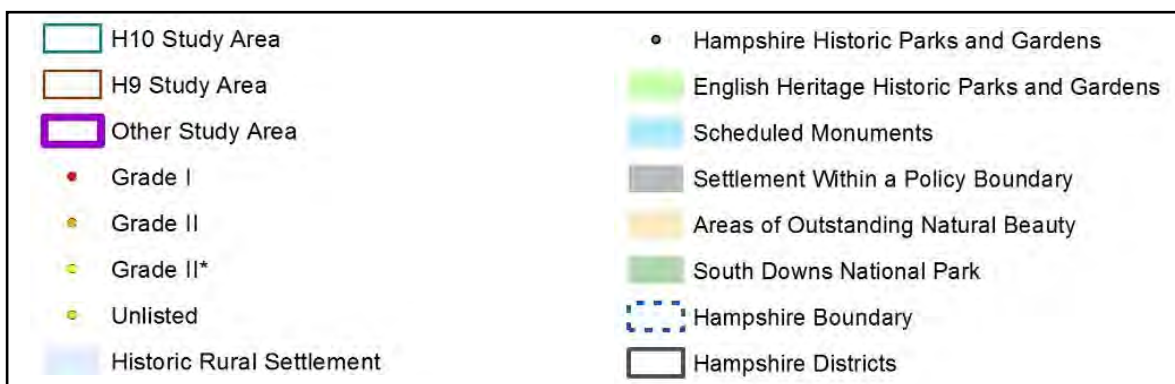 H10 Study Area
H9 Study Area
Other Study Area
Grade I
Grade II
Grade II*
Unlisted
Historic Rural Settlement
Hampshire Historic Parks and Gardens
English Heritage Historic Parks and Gardens
Scheduled Monuments
Settlement Within a Policy Boundary
Areas of Outstanding Natural Beauty
South Downs National Park
Hampshire Boundary
Hampshire Districts